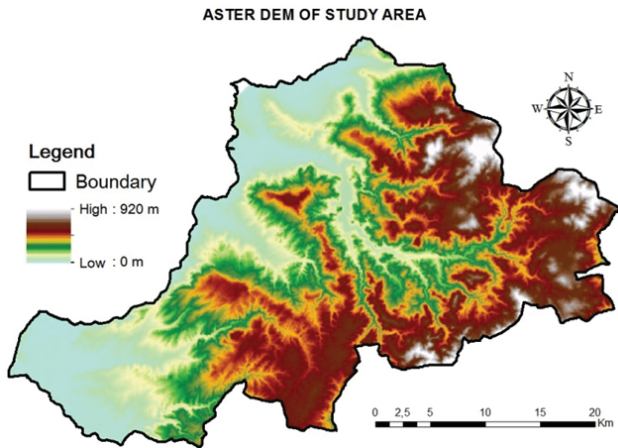 ASTER DEM OF STUDY AREA
N
W E
S
Legend
Boundary
High : 920 m
Low : 0 m
0 2,5 5 10 15 20
Km